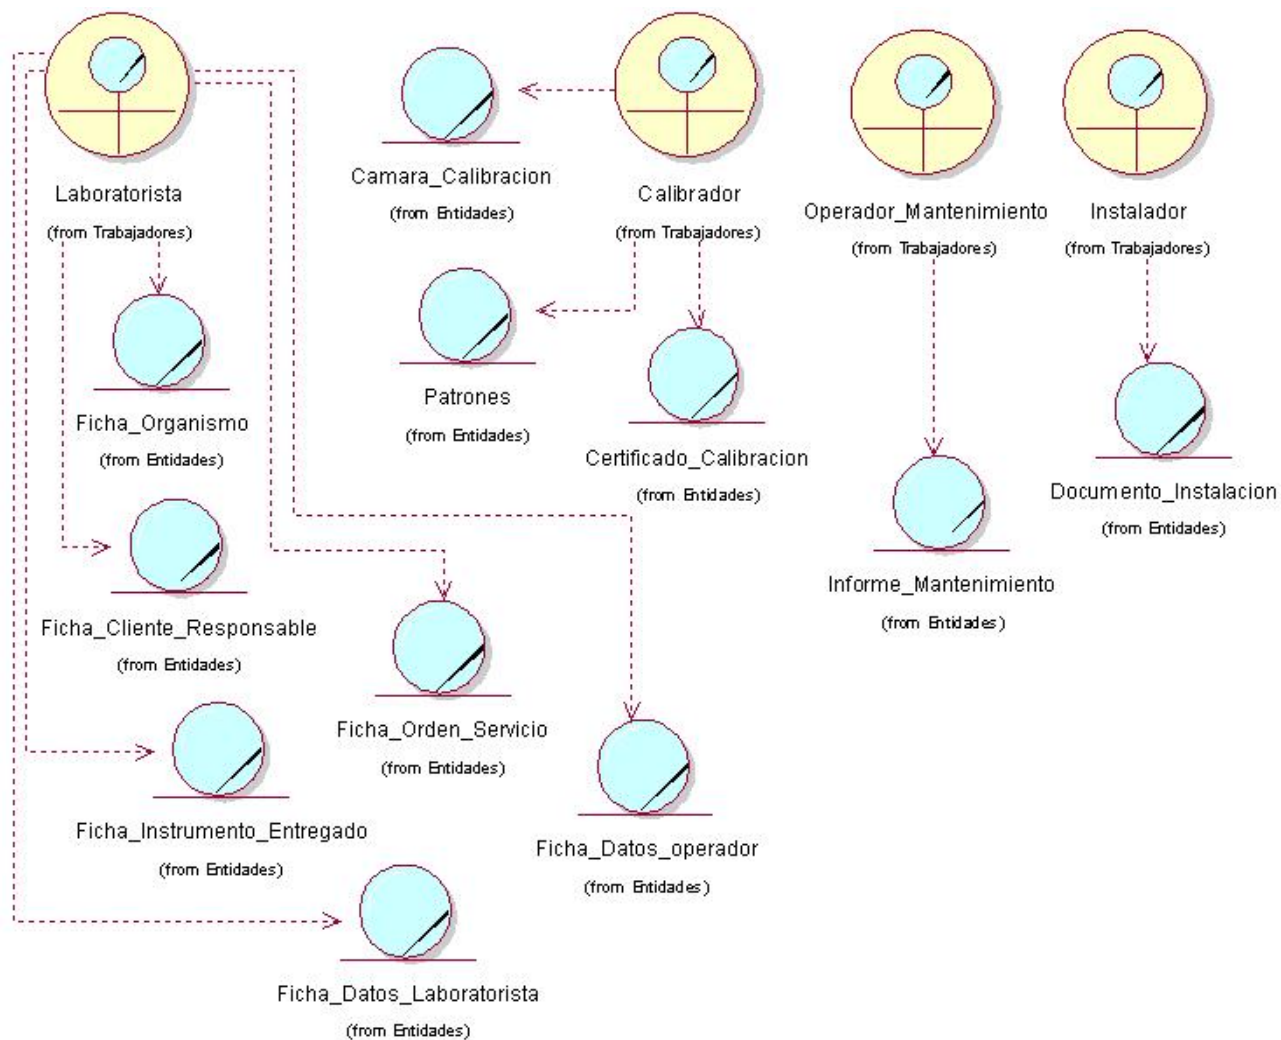 Laboratorista
(from Trabajadores)
Camara_Calibracion
(from Entidades)
Calibrador
(from Trabajadores)
Operador_Mantenimiento
(from Trabajadores)
Instalador
(from Trabajadores)
Ficha_Organismo
(from Entidades)
Patrones
(from Entidades)
Certificado_Calibracion
(from Entidades)
Documento_Instalacion
(from Entidades)
Informe_Mantenimiento
(from Entidades)
Ficha_Cliente_Responsable
(from Entidades)
Ficha_Orden_Servicio
(from Entidades)
Ficha_Instrumento_Entregado
(from Entidades)
Ficha_Datos_operador
(from Entidades)
Ficha_Datos_Laboratorista
(from Entidades)